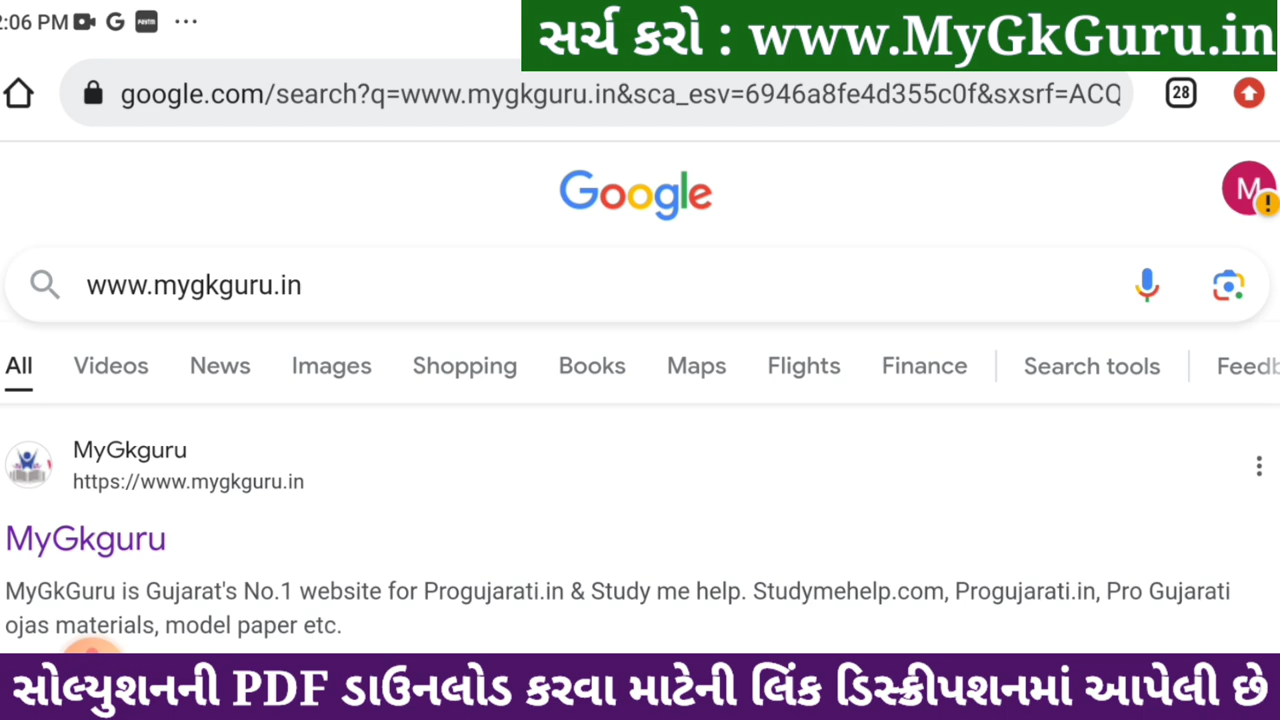 2:06 PM G Paytm ...
સર્ચ કરો : www.MyGkGuru.in
google.com/search?q=www.mygkguru.in&sca_esv=6946a8fe4d355c0f&sxsrf=ACQ
28
Google
M
www.mygkguru.in
All Videos News Images Shopping Books Maps Flights Finance Search tools Feedb
MyGkguru
https://www.mygkguru.in
MyGkguru
MyGkGuru is Gujarat's No.1 website for Progujarati.in & Study me help. Studymehelp.com, Progujarati.in, Pro Gujarati
ojas materials, model paper etc.
સોલ્યુશનની PDF ડાઉનલોડ કરવા માટેની લિંક ડિસ્ક્રીપશનમાં આપેલી છે